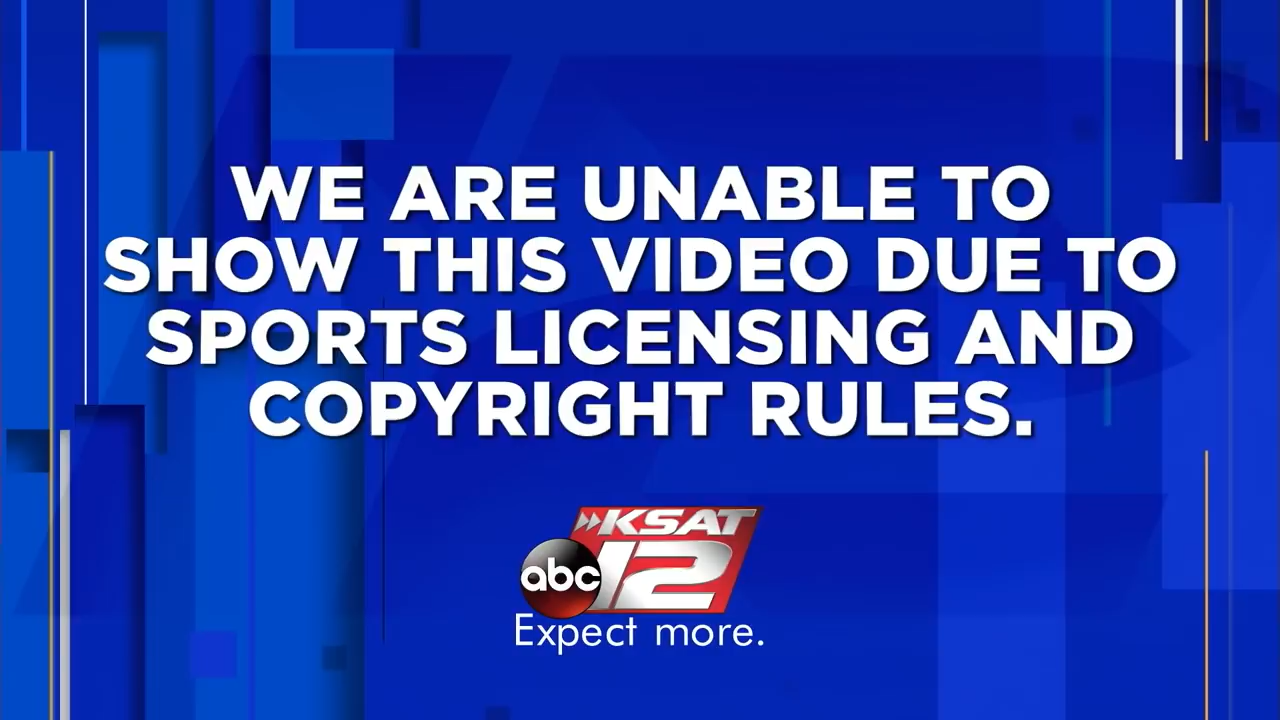 WE ARE UNABLE TO
SHOW THIS VIDEO DUE TO
SPORTS LICENSING AND
COPYRIGHT RULES.
KSAT
abc 12
Expect more.